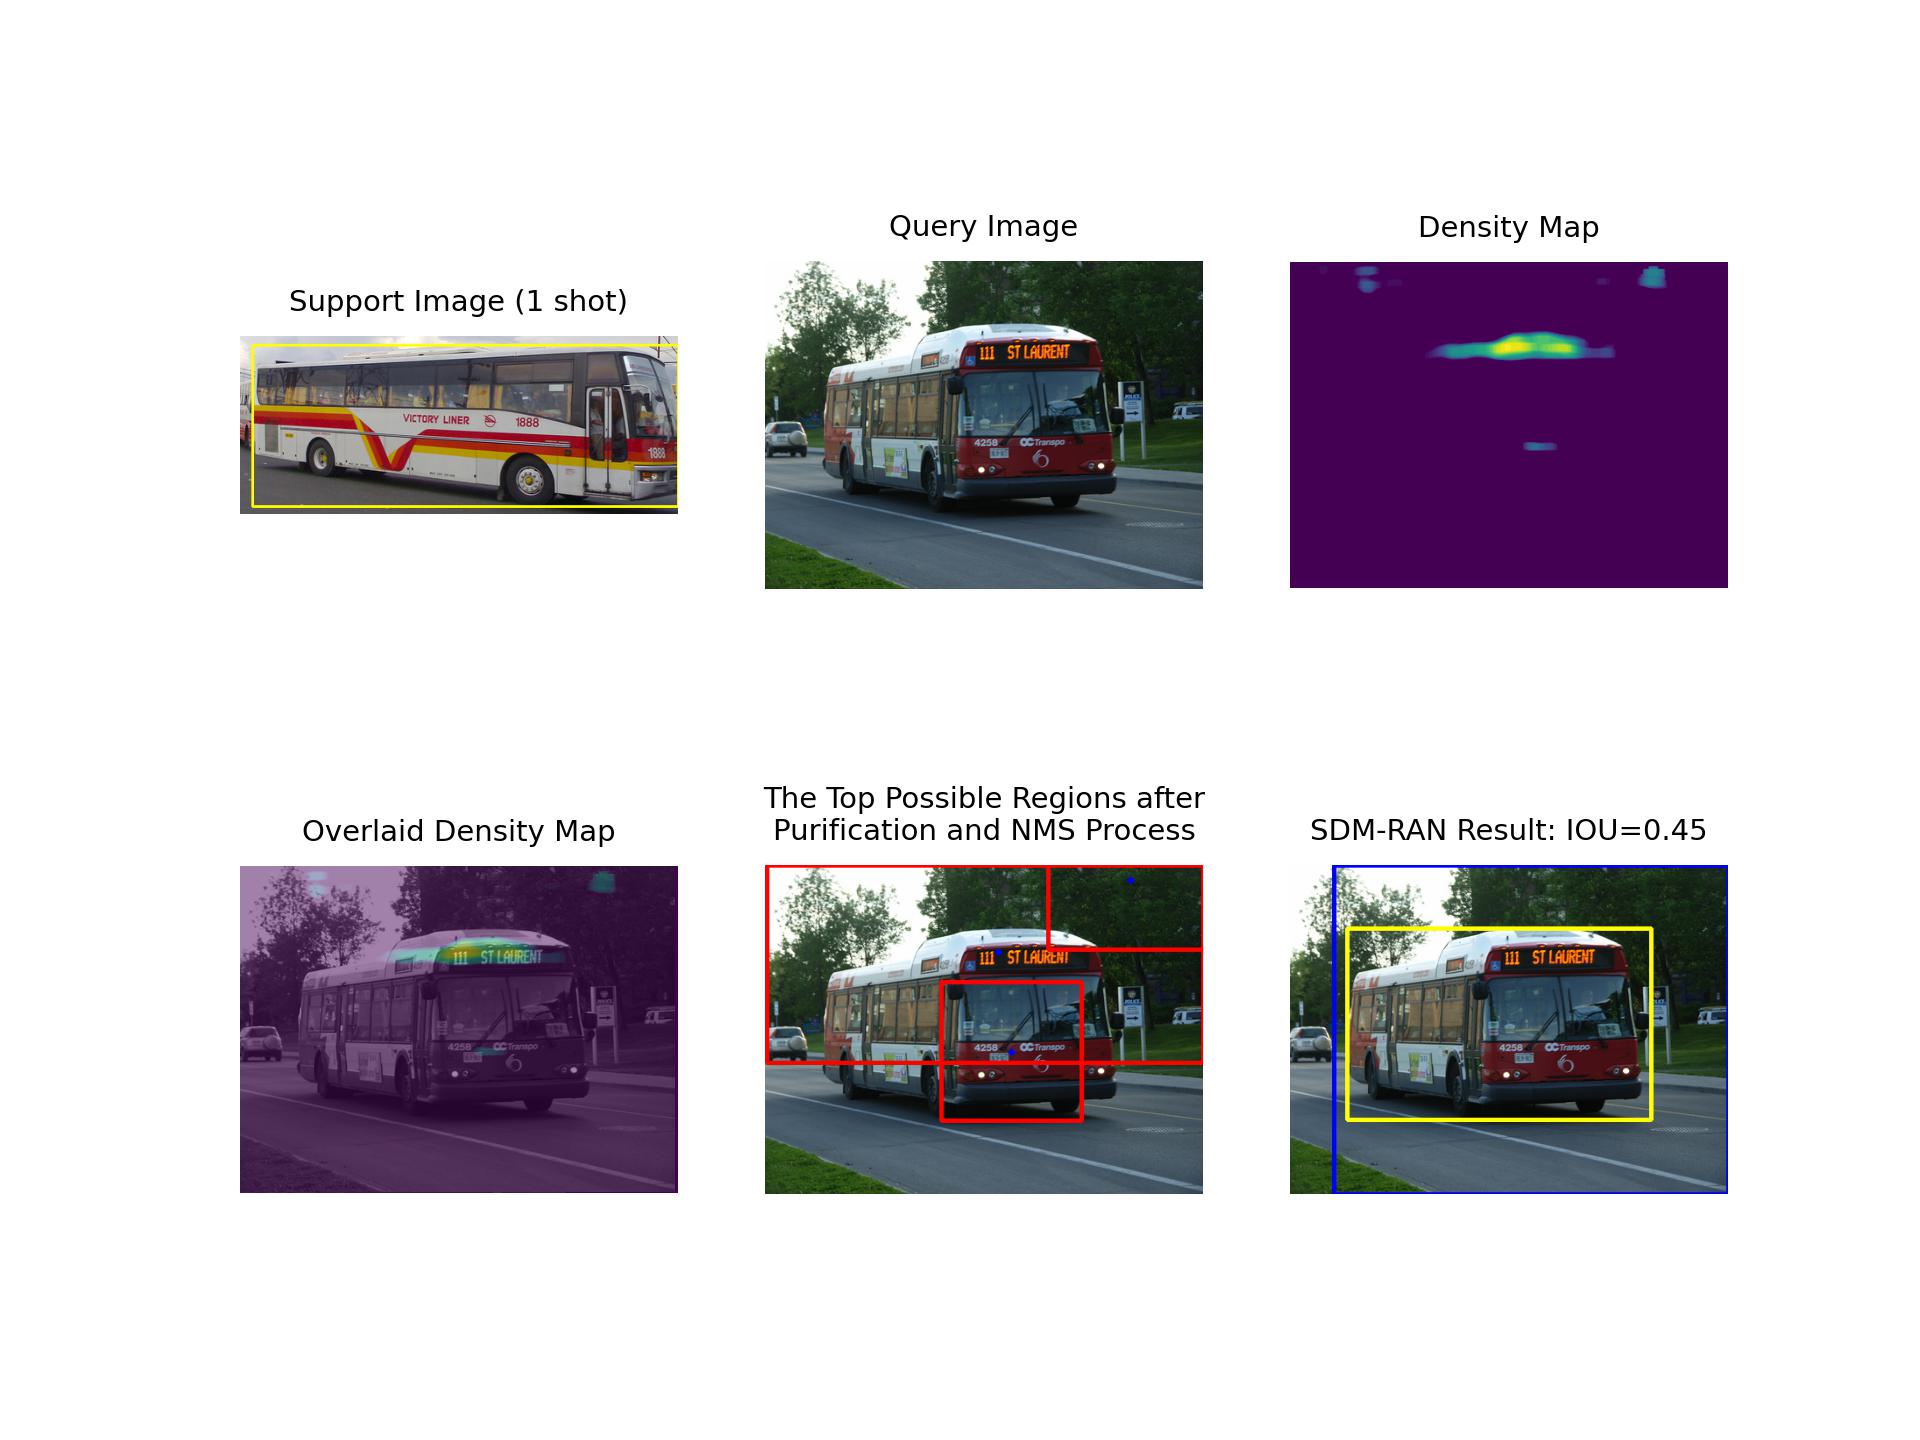 Query Image
Density Map
Support Image (1 shot)
VICTORY LINER
1888
1888
111 ST LAURENT
4258 OC Transpo
POLICE
Overlaid Density Map
The Top Possible Regions after
Purification and NMS Process
SDM-RAN Result: IOU=0.45
111 ST LAURENT
4258 OC Transpo
111 ST LAURENT
4258 OC Transpo
111 ST LAURENT
4258 OC Transpo